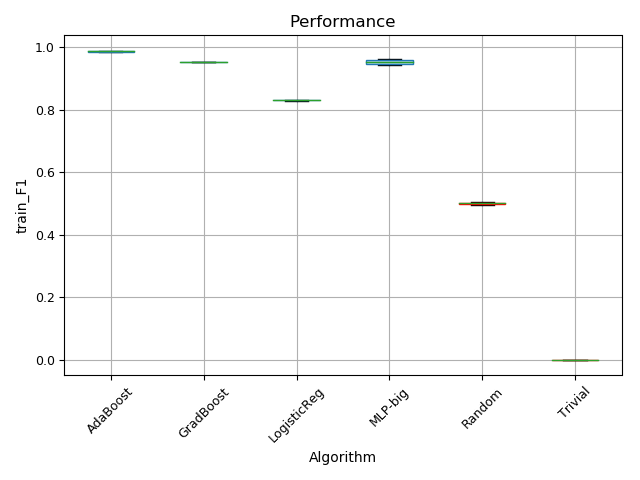 Performance
1.0
0.8
0.6
0.4
0.2
0.0
train_F1
AdaBoost
GradBoost
LogisticReg
MLP-big
Random
Trivial
Algorithm